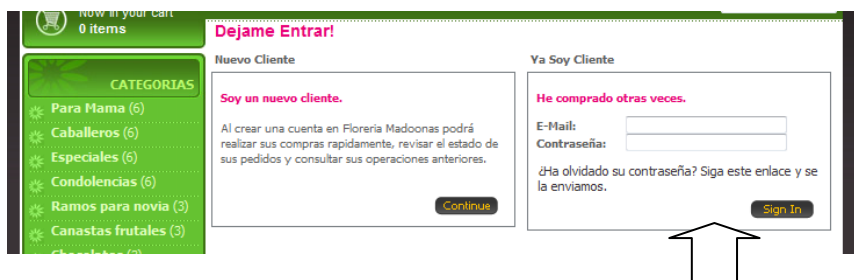 Now in your cart
0 items
CATEGORIAS
Para Mama (6)
Caballeros (6)
Especiales (6)
Condolencias (6)
Ramos para novia (3)
Canastas frutales (3)
Dejame Entrar!
Nuevo Cliente
Soy un nuevo cliente.
Al crear una cuenta en Floreria Madoonas podrá
realizar sus compras rapidamente, revisar el estado de
sus pedidos y consultar sus operaciones anteriores.
Continue
Ya Soy Cliente
He comprado otras veces.
E-Mail:
Contraseña:
¿Ha olvidado su contraseña? Siga este enlace y se
la enviamos.
Sign In